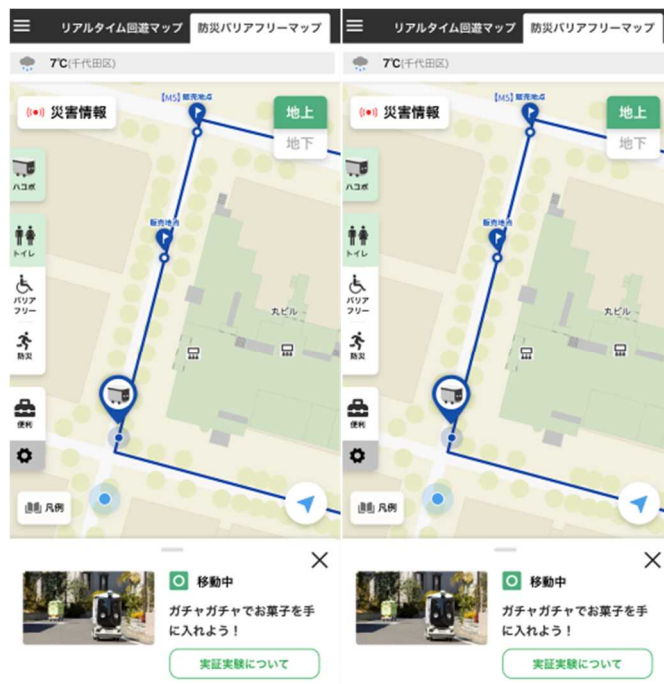 リアルタイム回遊マップ 防災バリアフリーマップ
7℃(千代田区)
災害情報
【MS】販売地点
地上
地下
ハコボ
販売地点
トイレ
バリア
フリー
丸ビル
防災
便利
凡例
移動中
ガチャガチャでお菓子を手
に入れよう！
実証実験について
リアルタイム回遊マップ 防災バリアフリーマップ
7℃(千代田区)
災害情報
【MS】販売地点
地上
地下
ハコボ
販売地点
トイレ
バリア
フリー
丸ビル
防災
便利
凡例
移動中
ガチャガチャでお菓子を手
に入れよう！
実証実験について